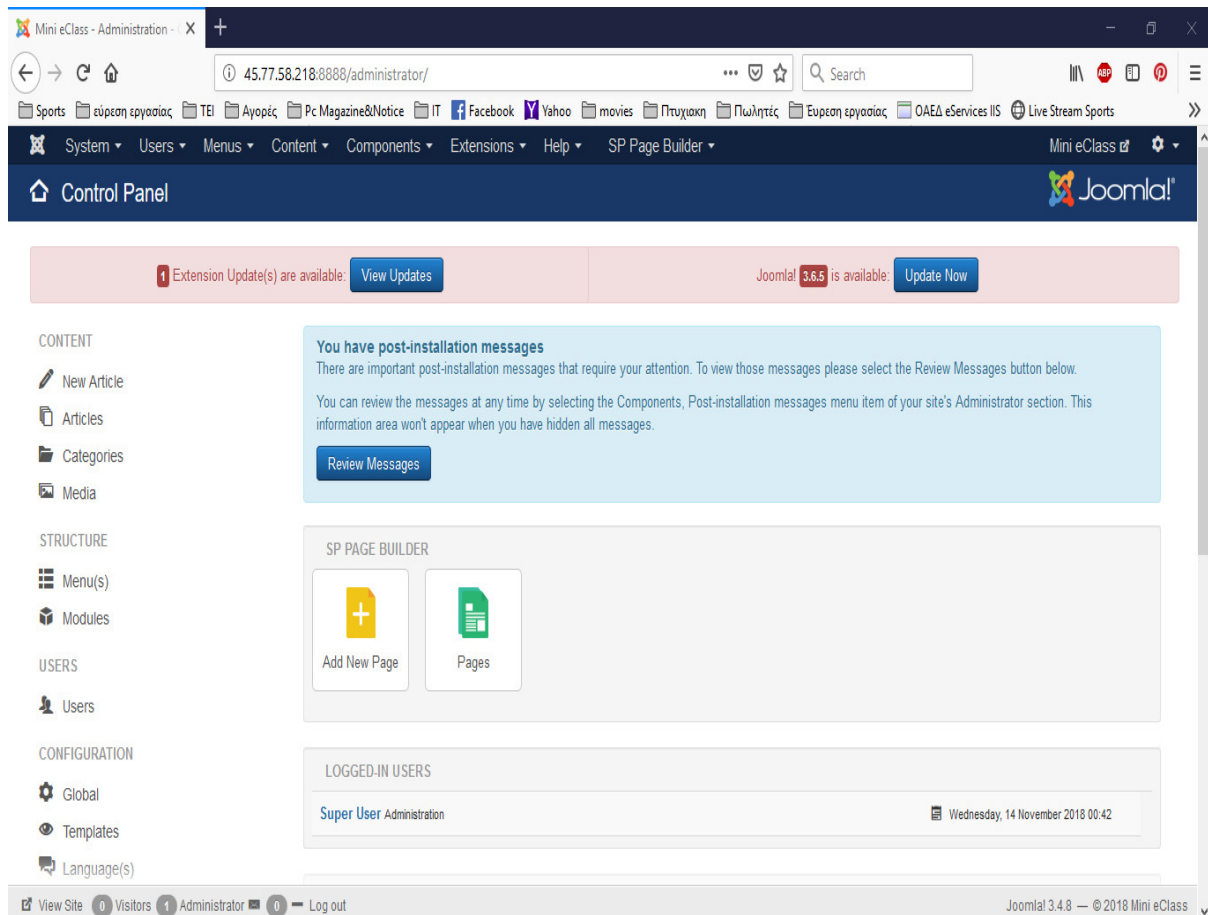 Mini eClass - Administration -
45.77.58.218:8888/administrator/
Search
ABP
Sports εύρεση εργασίας TEI Αγορές Pc Magazine&Notice IT Facebook Yahoo movies Πτυχιακη Πωλητές Ευρεση εργασίας ΟΑΕΔ eServices IIS Live Stream Sports
System Users Menus Content Components Extensions Help SP Page Builder Mini eClass
Control Panel
Joomla!
1 Extension Update(s) are available: View Updates
Joomla! 3.6.5 is available: Update Now
CONTENT
New Article
Articles
Categories
Media
STRUCTURE
Menu(s)
Modules
USERS
Users
CONFIGURATION
Global
Templates
Language(s)
You have post-installation messages
There are important post-installation messages that require your attention. To view those messages please select the Review Messages button below.
You can review the messages at any time by selecting the Components, Post-installation messages menu item of your site's Administrator section. This
information area won't appear when you have hidden all messages.
Review Messages
SP PAGE BUILDER
Add New Page
Pages
LOGGED-IN USERS
Super User Administration
Wednesday, 14 November 2018 00:42
View Site 0 Visitors 1 Administrator 0 Log out
Joomla! 3.4.8 — © 2018 Mini eClass